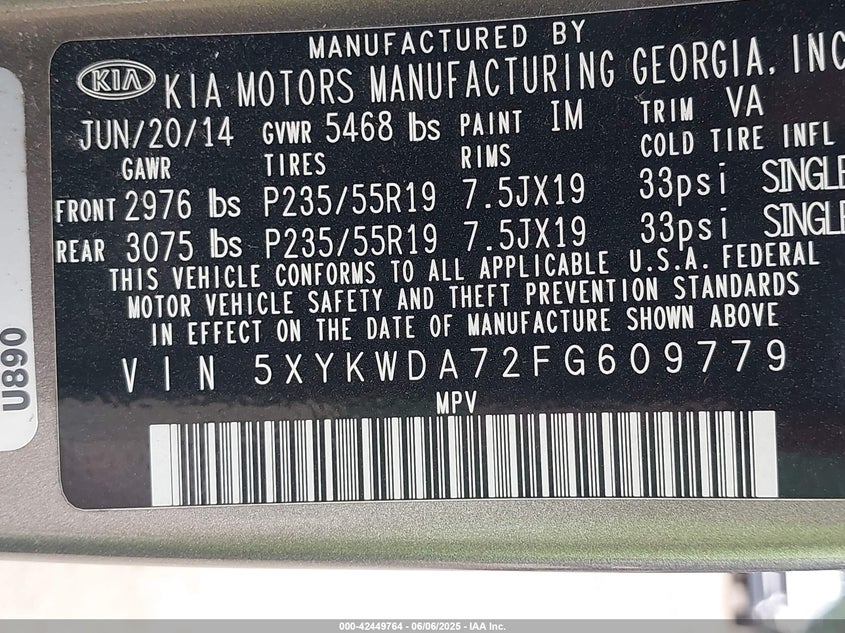 MANUFACTURED BY
KIA KIA MOTORS MANUFACTURING GEORGIA, INC
JUN/20/14 GVWR 5468 lbs PAINT IM TRIM VA
GAWR TIRES RIMS COLD TIRE INFL
FRONT 2976 lbs P235/55R19 7.5JX19 33psi SINGLE
REAR 3075 lbs P235/55R19 7.5JX19 33psi SINGLE
THIS VEHICLE CONFORMS TO ALL APPLICABLE U.S.A. FEDERAL
MOTOR VEHICLE SAFETY AND THEFT PREVENTION STANDARDS
IN EFFECT ON THE DATE OF MANUFACTURE SHOWN ABOVE
VIN 5XYKWDA72FG609779
MPV
U890
000-42449764 - 06/06/2025 - IAA Inc.